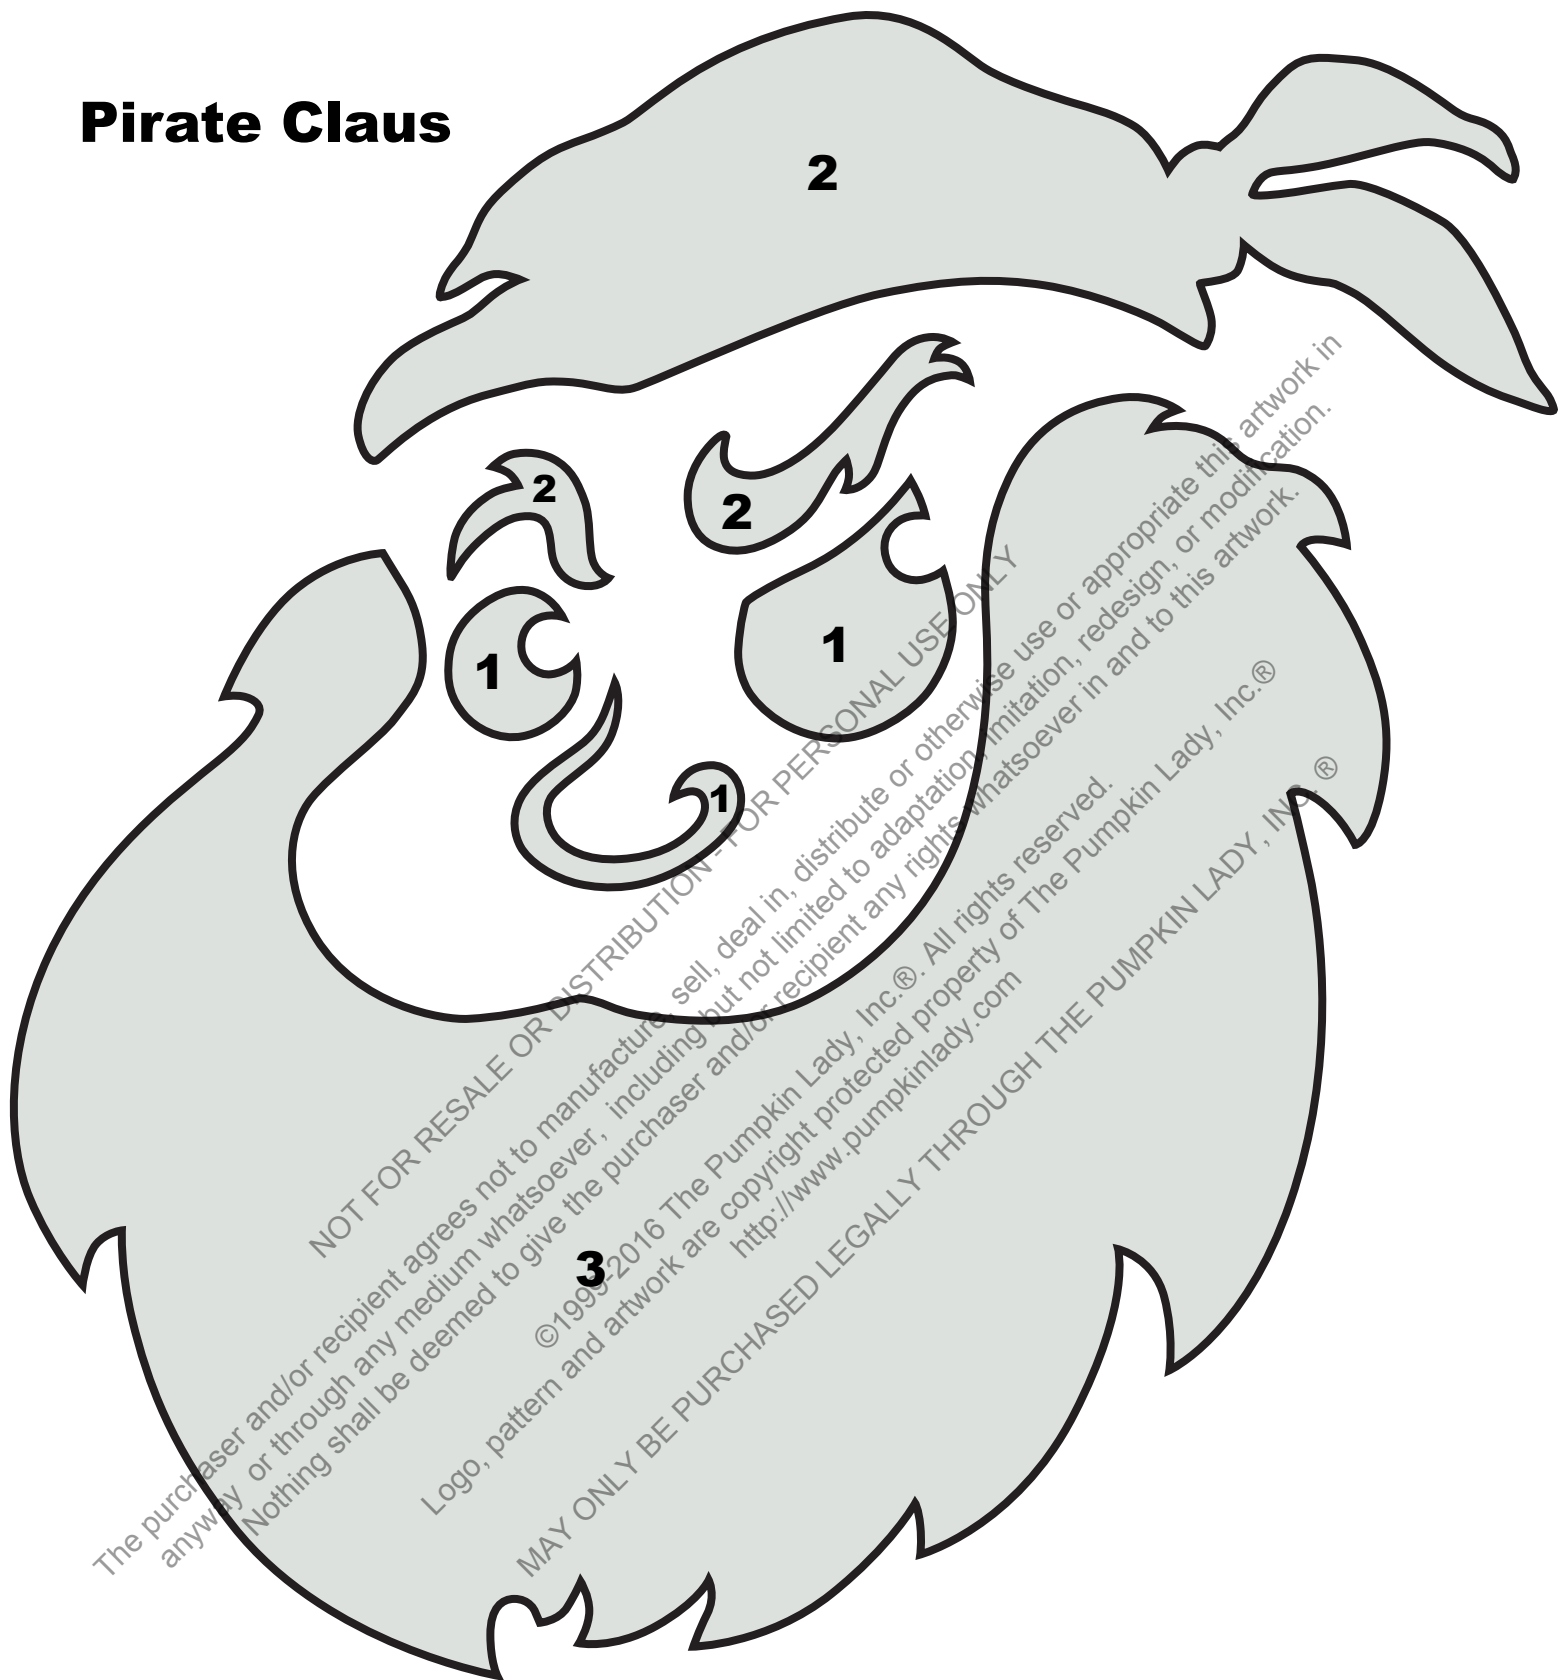 Pirate Claus
2
2
2
1
1
1
3
NOT FOR RESALE OR DISTRIBUTION - FOR PERSONAL USE ONLY
The purchaser and/or recipient agrees not to manufacture, sell, deal in, distribute or otherwise use or appropriate this artwork in
anyway or through any medium whatsoever, including but not limited to adaptation, imitation, redesign, or modification.
Nothing shall be deemed to give the purchaser and/or recipient any rights whatsoever in and to this artwork.
©1999-2016 The Pumpkin Lady, Inc.®. All rights reserved.
Logo, pattern and artwork are copyright protected property of The Pumpkin Lady, Inc.®
http://www.pumpkinlady.com
MAY ONLY BE PURCHASED LEGALLY THROUGH THE PUMPKIN LADY, INC. ®